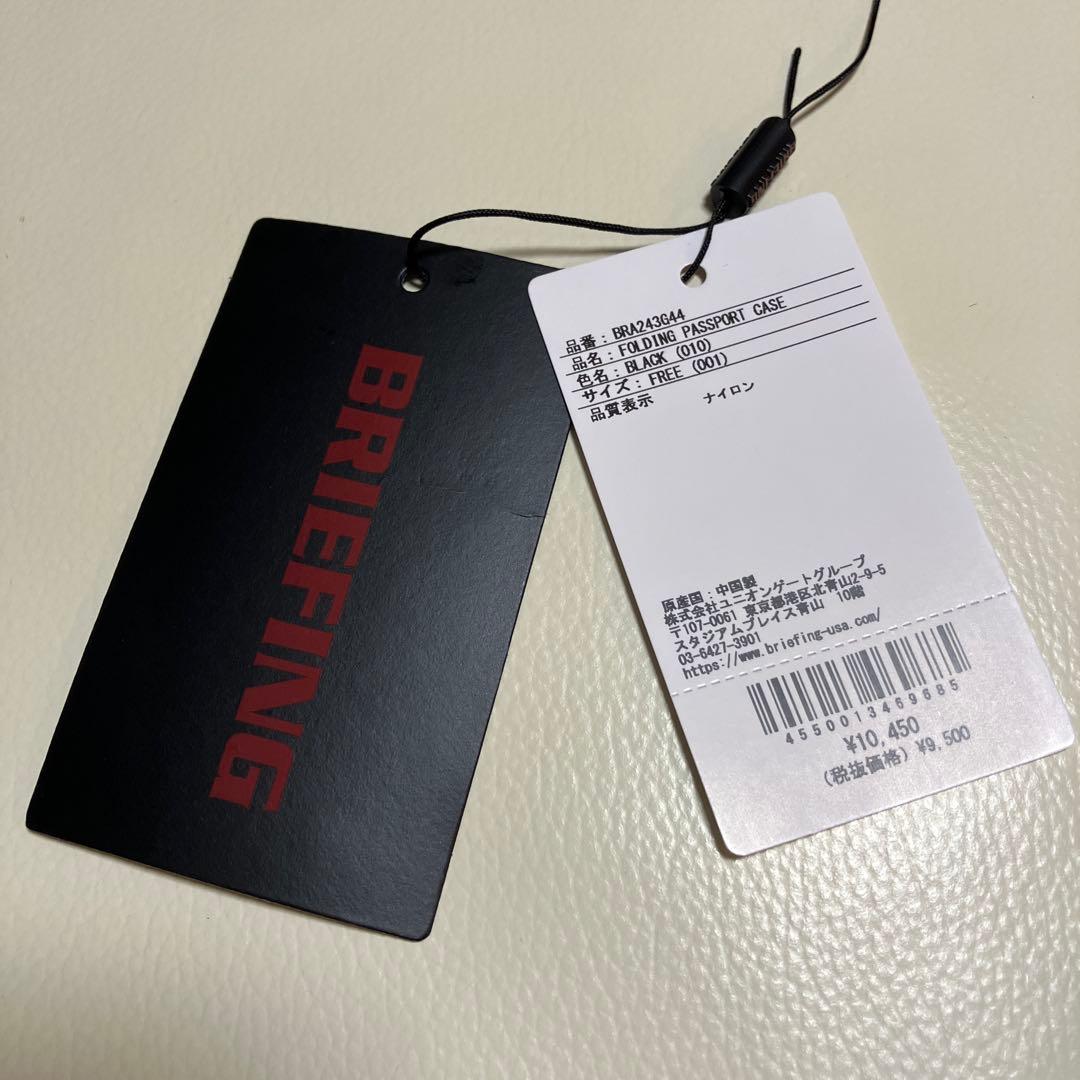 BRIEFING
品番：BRA243G44
品名：FOLDING PASSPORT CASE
色名：BLACK (010)
サイズ：FREE (001)
品質表示 ナイロン
原産国：中国製
株式会社ユニオンゲートグループ
〒107-0061 東京都港区北青山2-9-5
スタジアムプレイス青山 10階
03-6427-3901
https://www.briefing-usa.com/
4550013469685
¥10,450
(税抜価格) ¥9,500